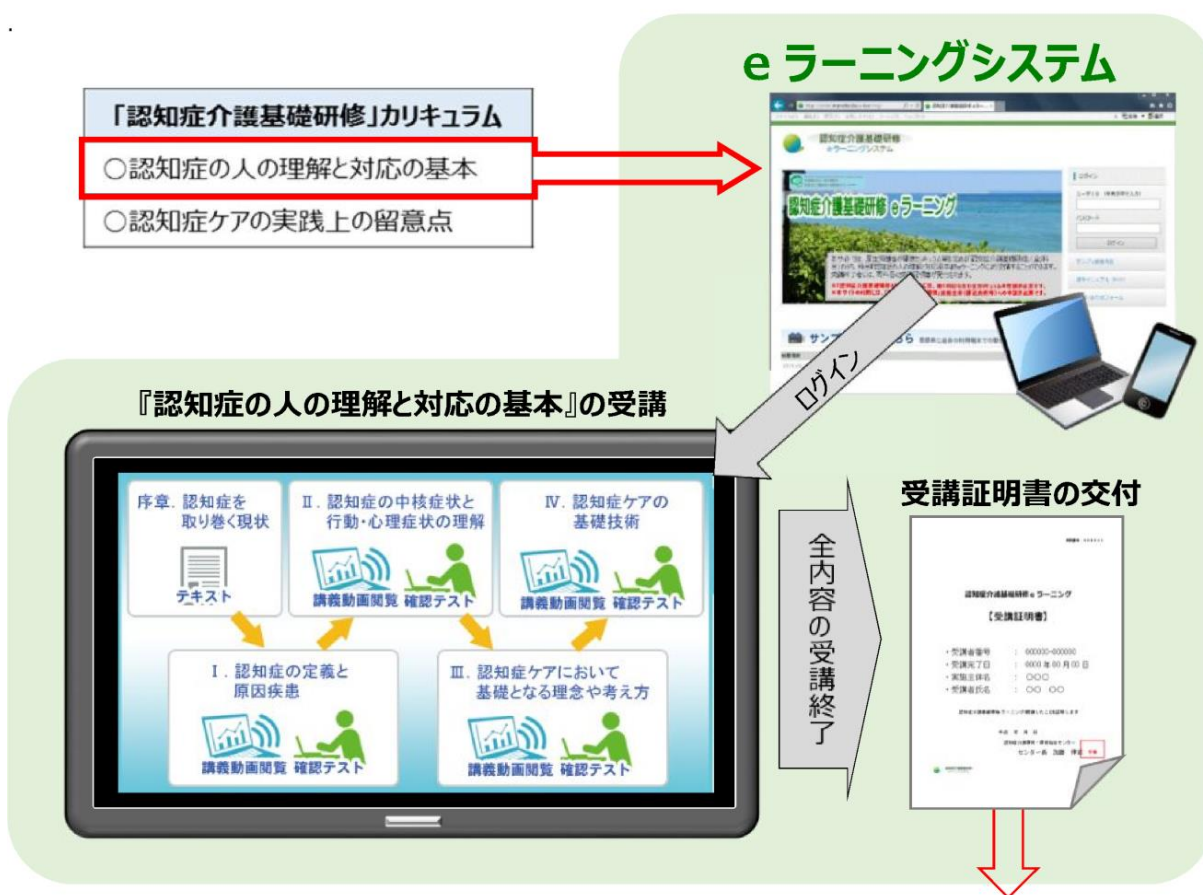 eラーニングシステム
「認知症介護基礎研修」カリキュラム
○認知症の人の理解と対応の基本
○認知症ケアの実践上の留意点
認知症介護基礎研修
eラーニングシステム
認知症介護基礎研修 eラーニング
ログイン
パスワード
ログイン
ログイン
『認知症の人の理解と対応の基本』の受講
序章. 認知症を
取り巻く現状
テキスト
Ⅰ. 認知症の定義と
原因疾患
講義動画閲覧 確認テスト
Ⅱ. 認知症の中核症状と
行動・心理症状の理解
講義動画閲覧 確認テスト
Ⅲ. 認知症ケアにおいて
基礎となる理念や考え方
講義動画閲覧 確認テスト
Ⅳ. 認知症ケアの
基礎技術
講義動画閲覧 確認テスト
全内容の受講終了
受講証明書の交付
認知症介護基礎研修 e ラーニング
【受講証明書】
・受講者番号 : 000000-000000
・受講完了日 : 0000 年 00 月 00 日
・実施主体名 : ○○○
・受講者氏名 : ○○ ○○